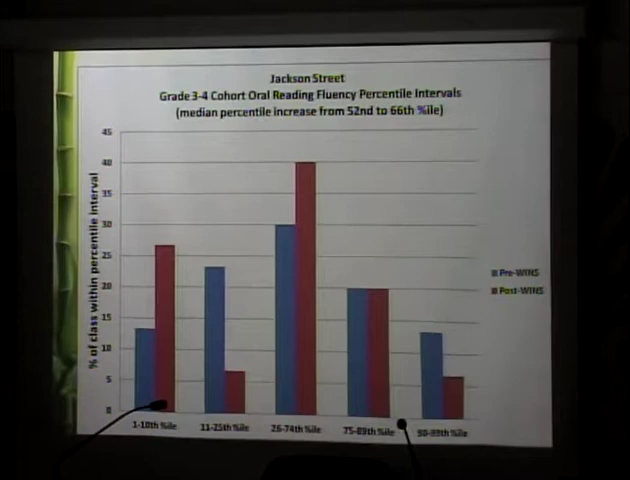 Jackson Street
Grade 3-4 Cohort Oral Reading Fluency Percentile Intervals
(median percentile increase from 52nd to 66th %ile)
% of class within percentile interval
45
40
35
30
25
20
15
10
5
0
1-10th %ile
11-25th %ile
26-74th %ile
75-89th %ile
90-99th %ile
Pre-WINS
Post-WINS